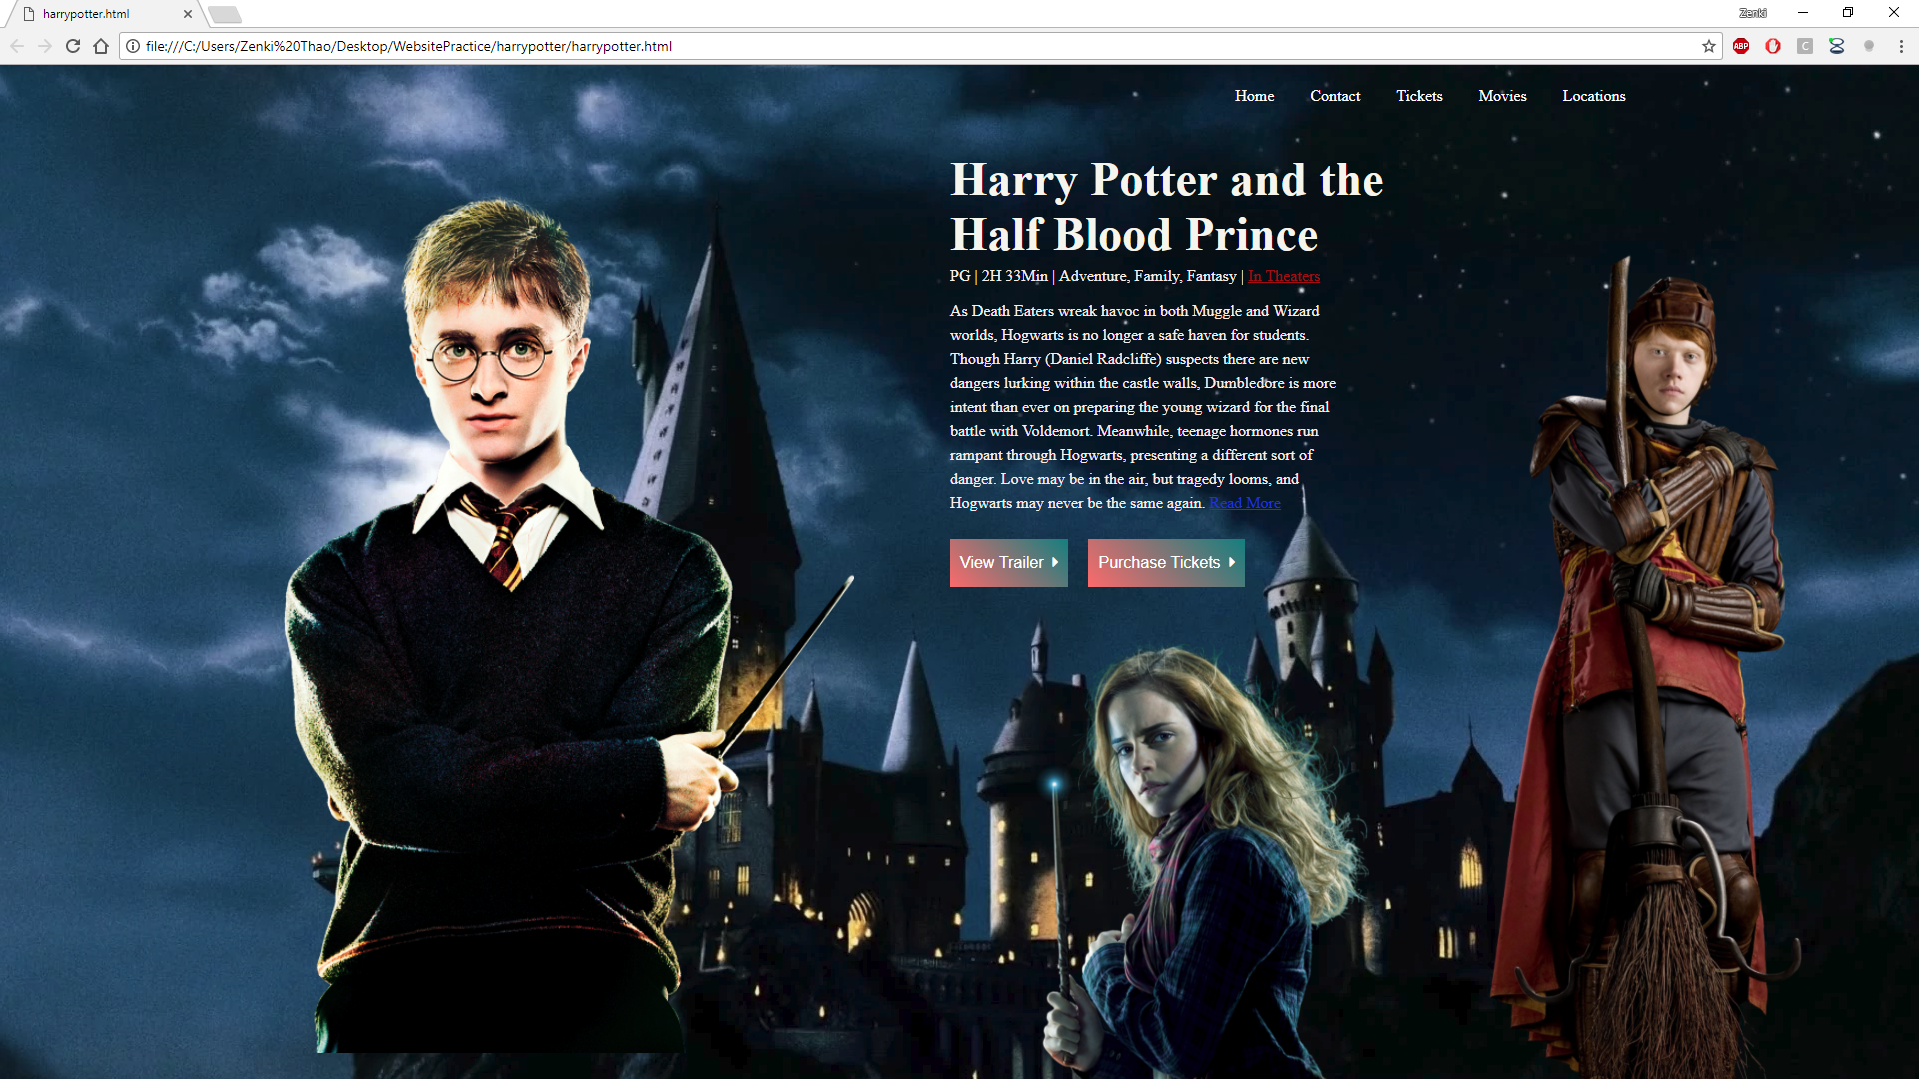 harrypotter.html
Zenki
file:///C:/Users/Zenki%20Thao/Desktop/WebsitePractice/harrypotter/harrypotter.html
ABP
C
Home Contact Tickets Movies Locations
Harry Potter and the
Half Blood Prince
PG | 2H 33Min | Adventure, Family, Fantasy | In Theaters
As Death Eaters wreak havoc in both Muggle and Wizard
worlds, Hogwarts is no longer a safe haven for students.
Though Harry (Daniel Radcliffe) suspects there are new
dangers lurking within the castle walls, Dumbledore is more
intent than ever on preparing the young wizard for the final
battle with Voldemort. Meanwhile, teenage hormones run
rampant through Hogwarts, presenting a different sort of
danger. Love may be in the air, but tragedy looms, and
Hogwarts may never be the same again. Read More
View Trailer Purchase Tickets